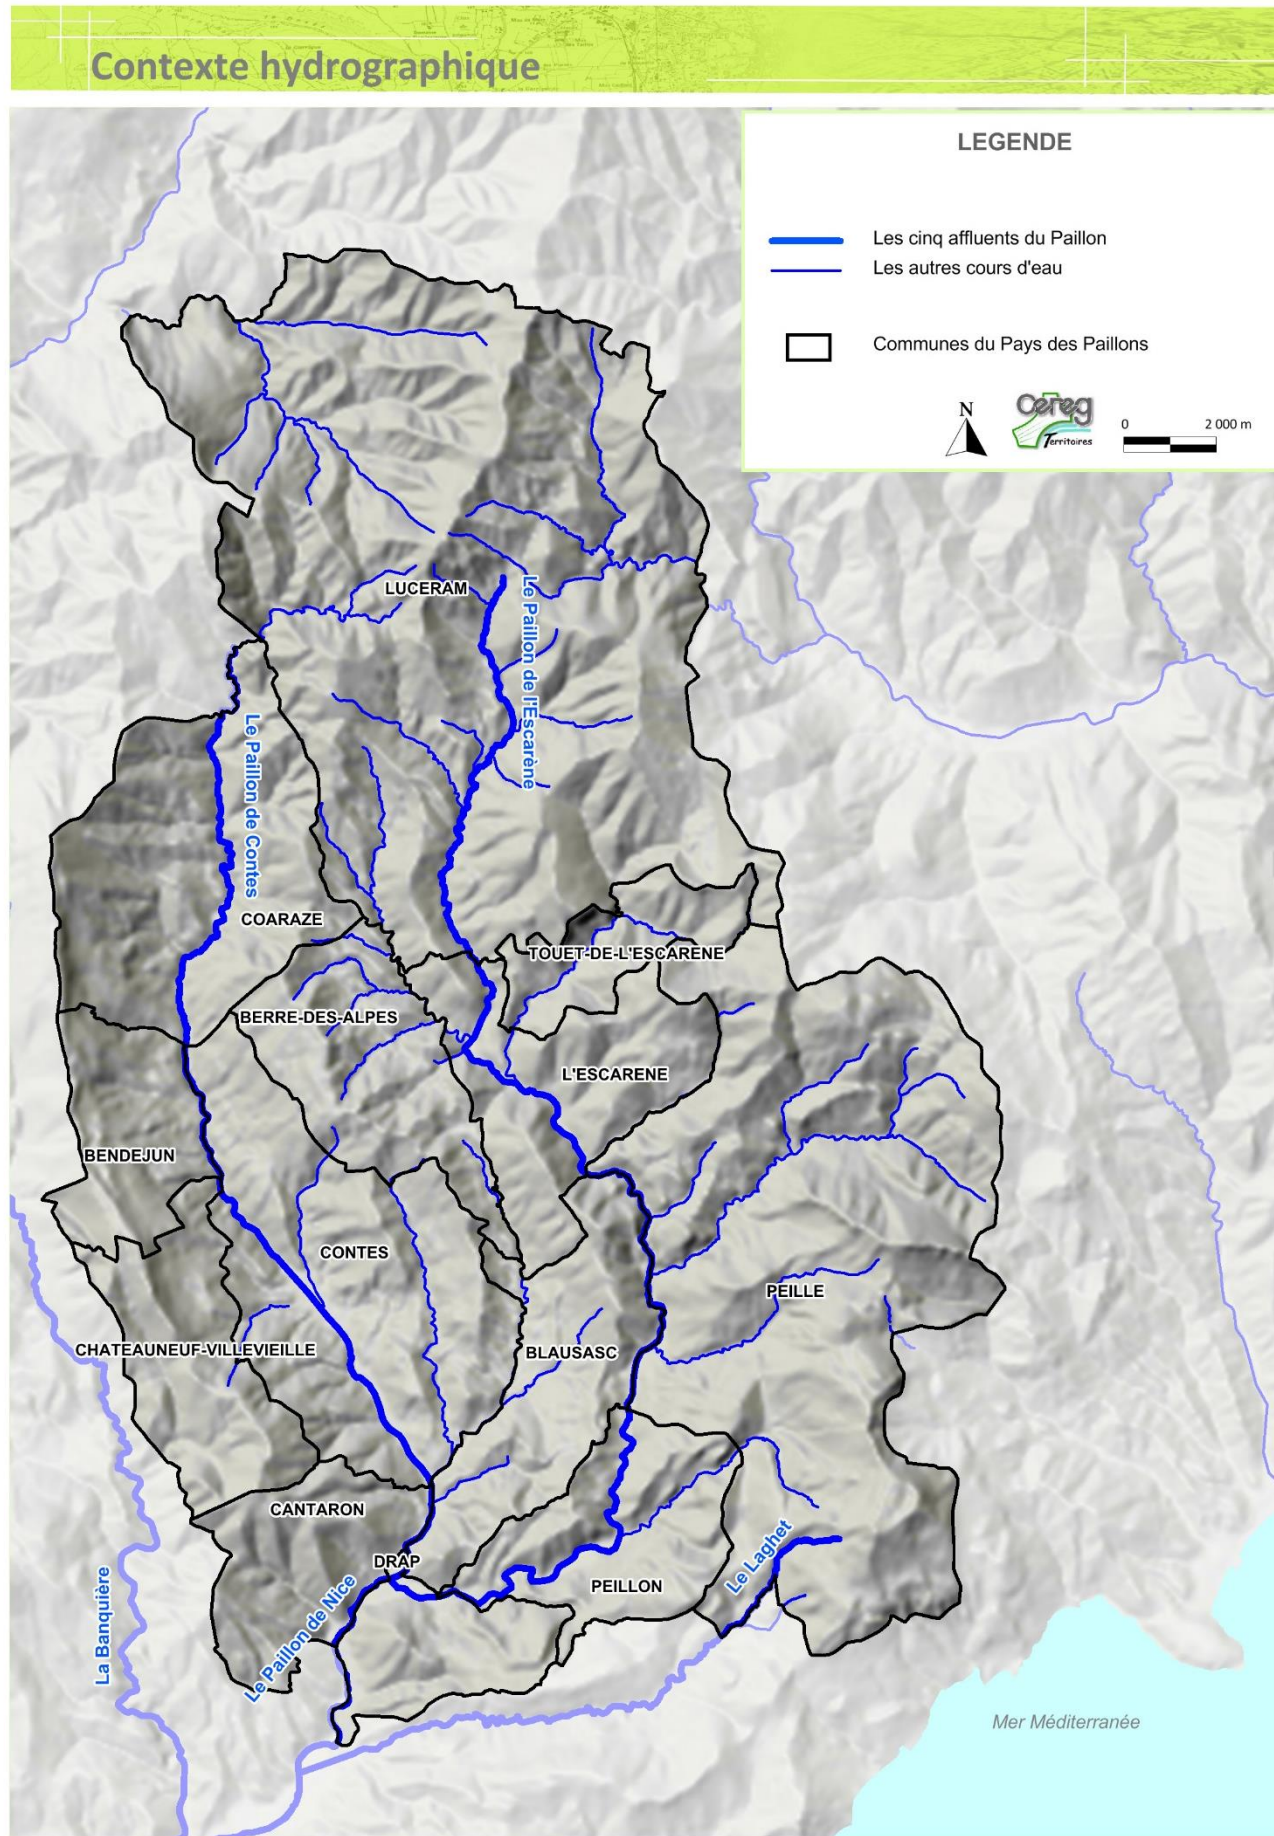 Contexte hydrographique
LEGENDE
Les cinq affluents du Paillon
Les autres cours d'eau
Communes du Pays des Paillons
N
Cereg
Territoires
0
2 000 m
LUCERAM
Le Paillon de l'Escarène
Le Paillon de Contes
COARAZE
TOUET-DE-L'ESCARENE
BERRE-DES-ALPES
L'ESCARENE
BENDEJUN
CONTES
PEILLE
CHATEAUNEUF-VILLEVIEILLE
BLAUSASC
CANTARON
DRAP
PEILLON
Le Laghet
Le Paillon de Nice
La Banquière
Mer Méditerranée